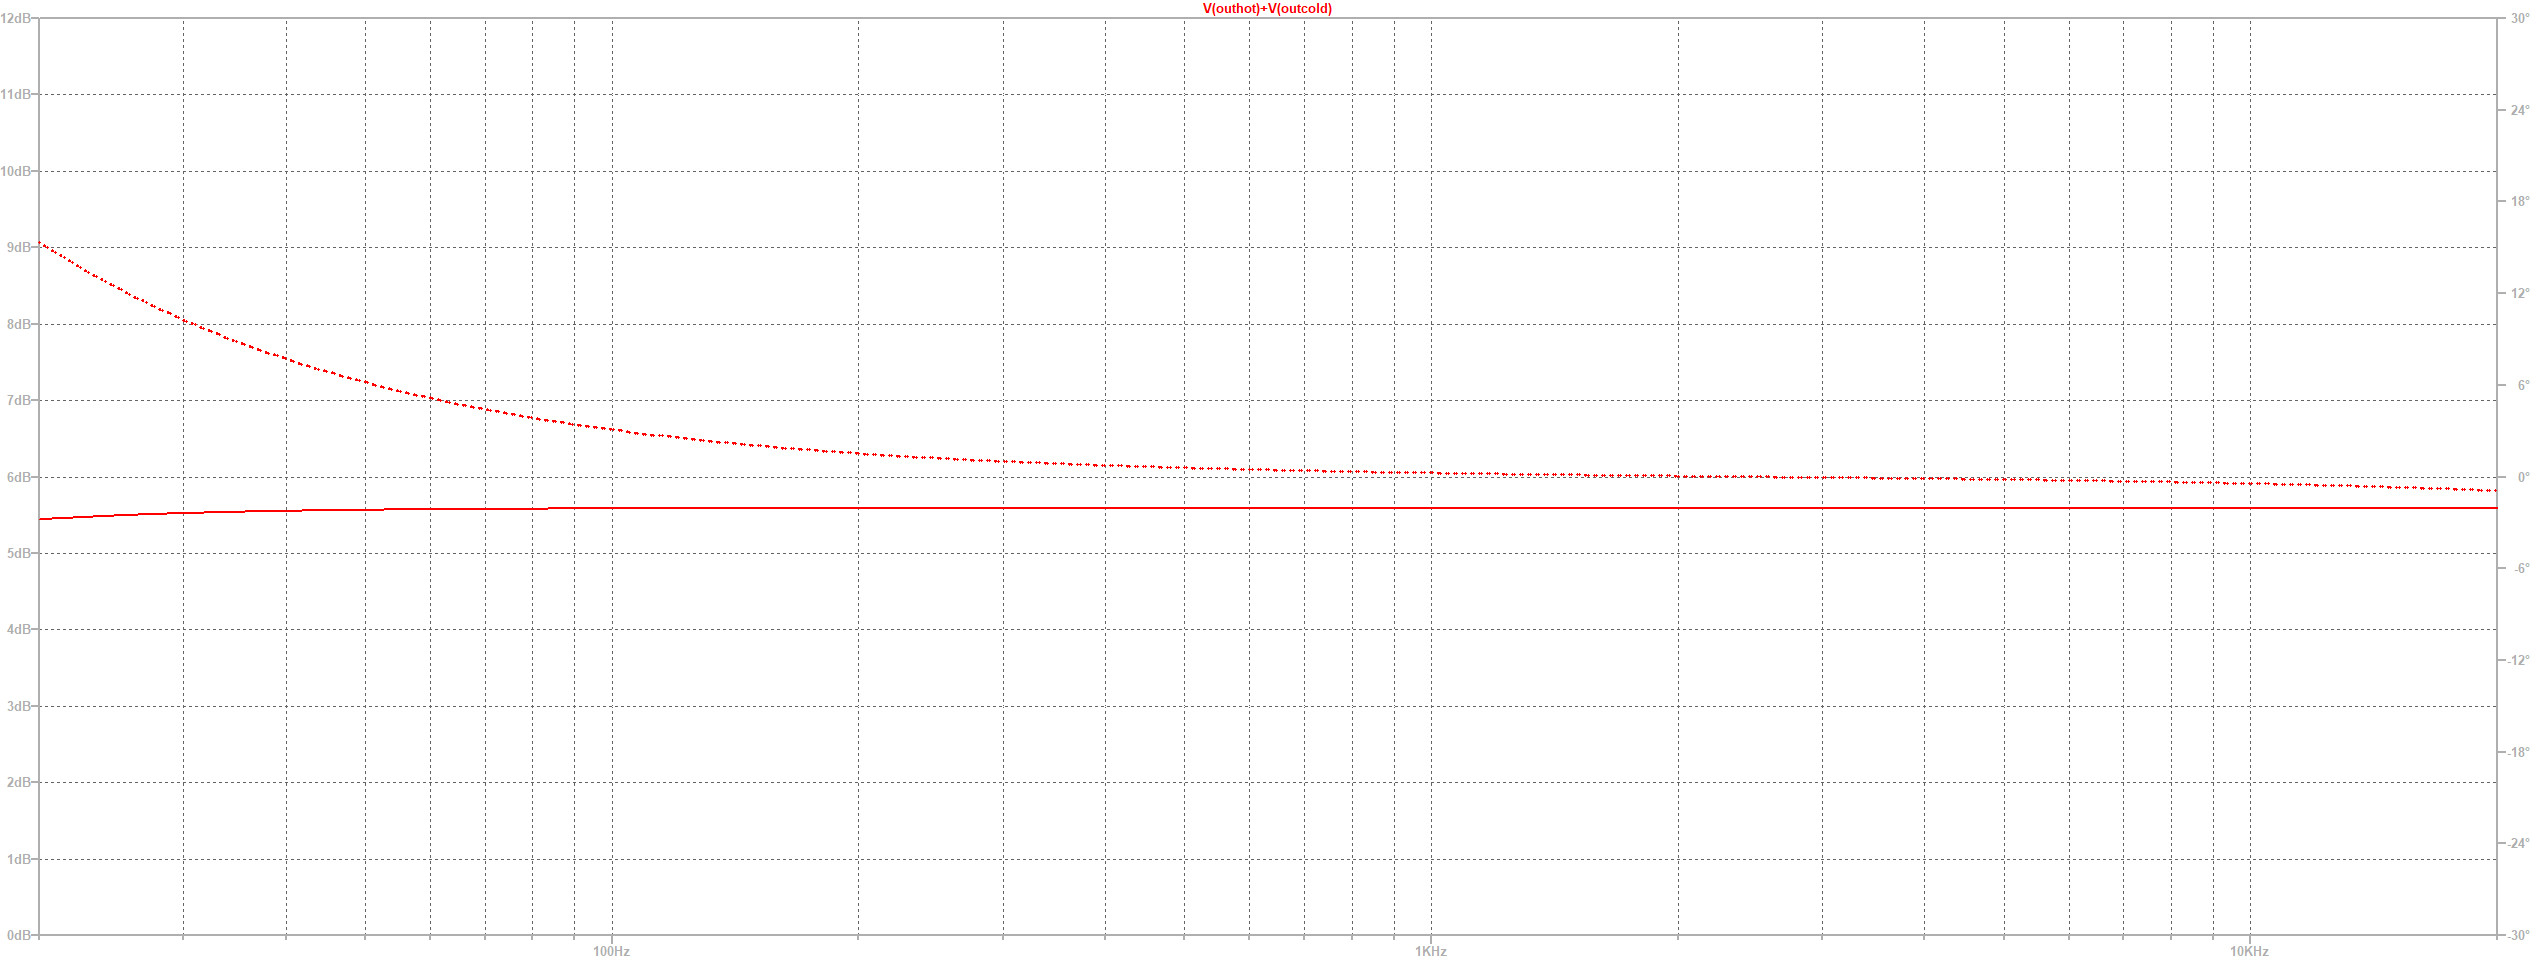 V(outhot)+V(outcold)
12dB
11dB
10dB
9dB
8dB
7dB
6dB
5dB
4dB
3dB
2dB
1dB
0dB
30°
24°
18°
12°
6°
0°
-6°
-12°
-18°
-24°
-30°
100Hz
1KHz
10KHz